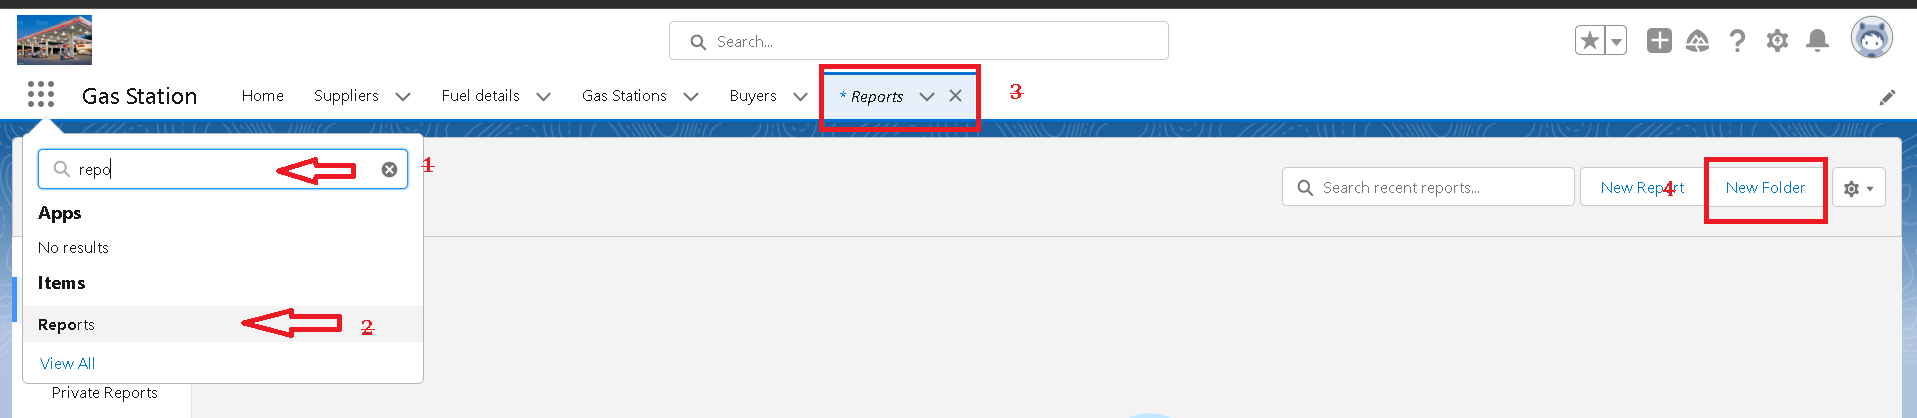 Search...
Gas Station Home Suppliers Fuel details Gas Stations Buyers * Reports 3
repo 1
Search recent reports... New Report 4 New Folder
Apps
No results
Items
Reports 2
View All
Private Reports